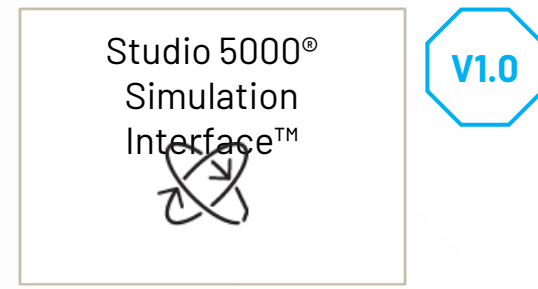 Studio 5000®
Simulation
Interface™
V1.0